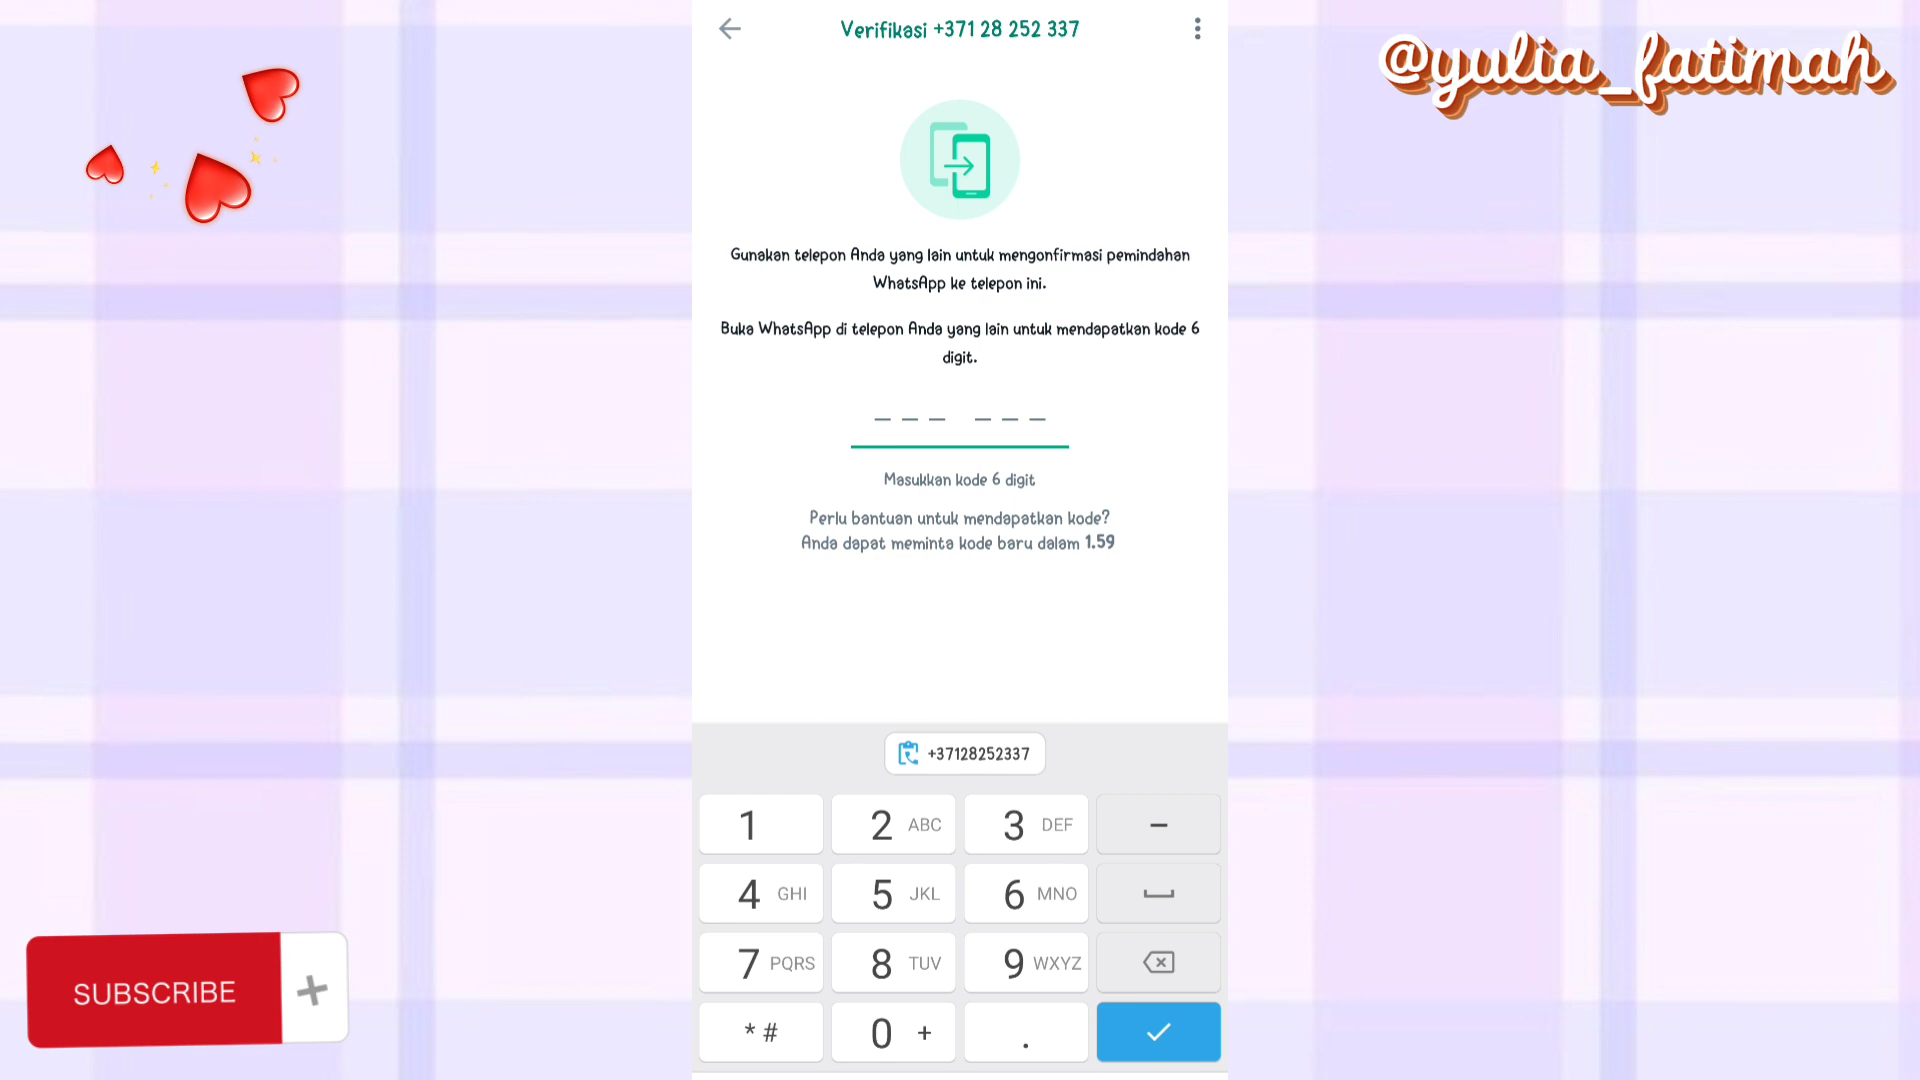 Verifikasi +371 28 252 337
@yulia_fatimah
Gunakan telepon Anda yang lain untuk mengonfirmasi pemindahan
WhatsApp ke telepon ini.
Buka WhatsApp di telepon Anda yang lain untuk mendapatkan kode 6
digit.
Masukkan kode 6 digit
Perlu bantuan untuk mendapatkan kode?
Anda dapat meminta kode baru dalam 1.59
+37128252337
1 2 ABC 3 DEF –
4 GHI 5 JKL 6 MNO
7 PQRS 8 TUV 9 WXYZ
* # 0 + .
SUBSCRIBE +